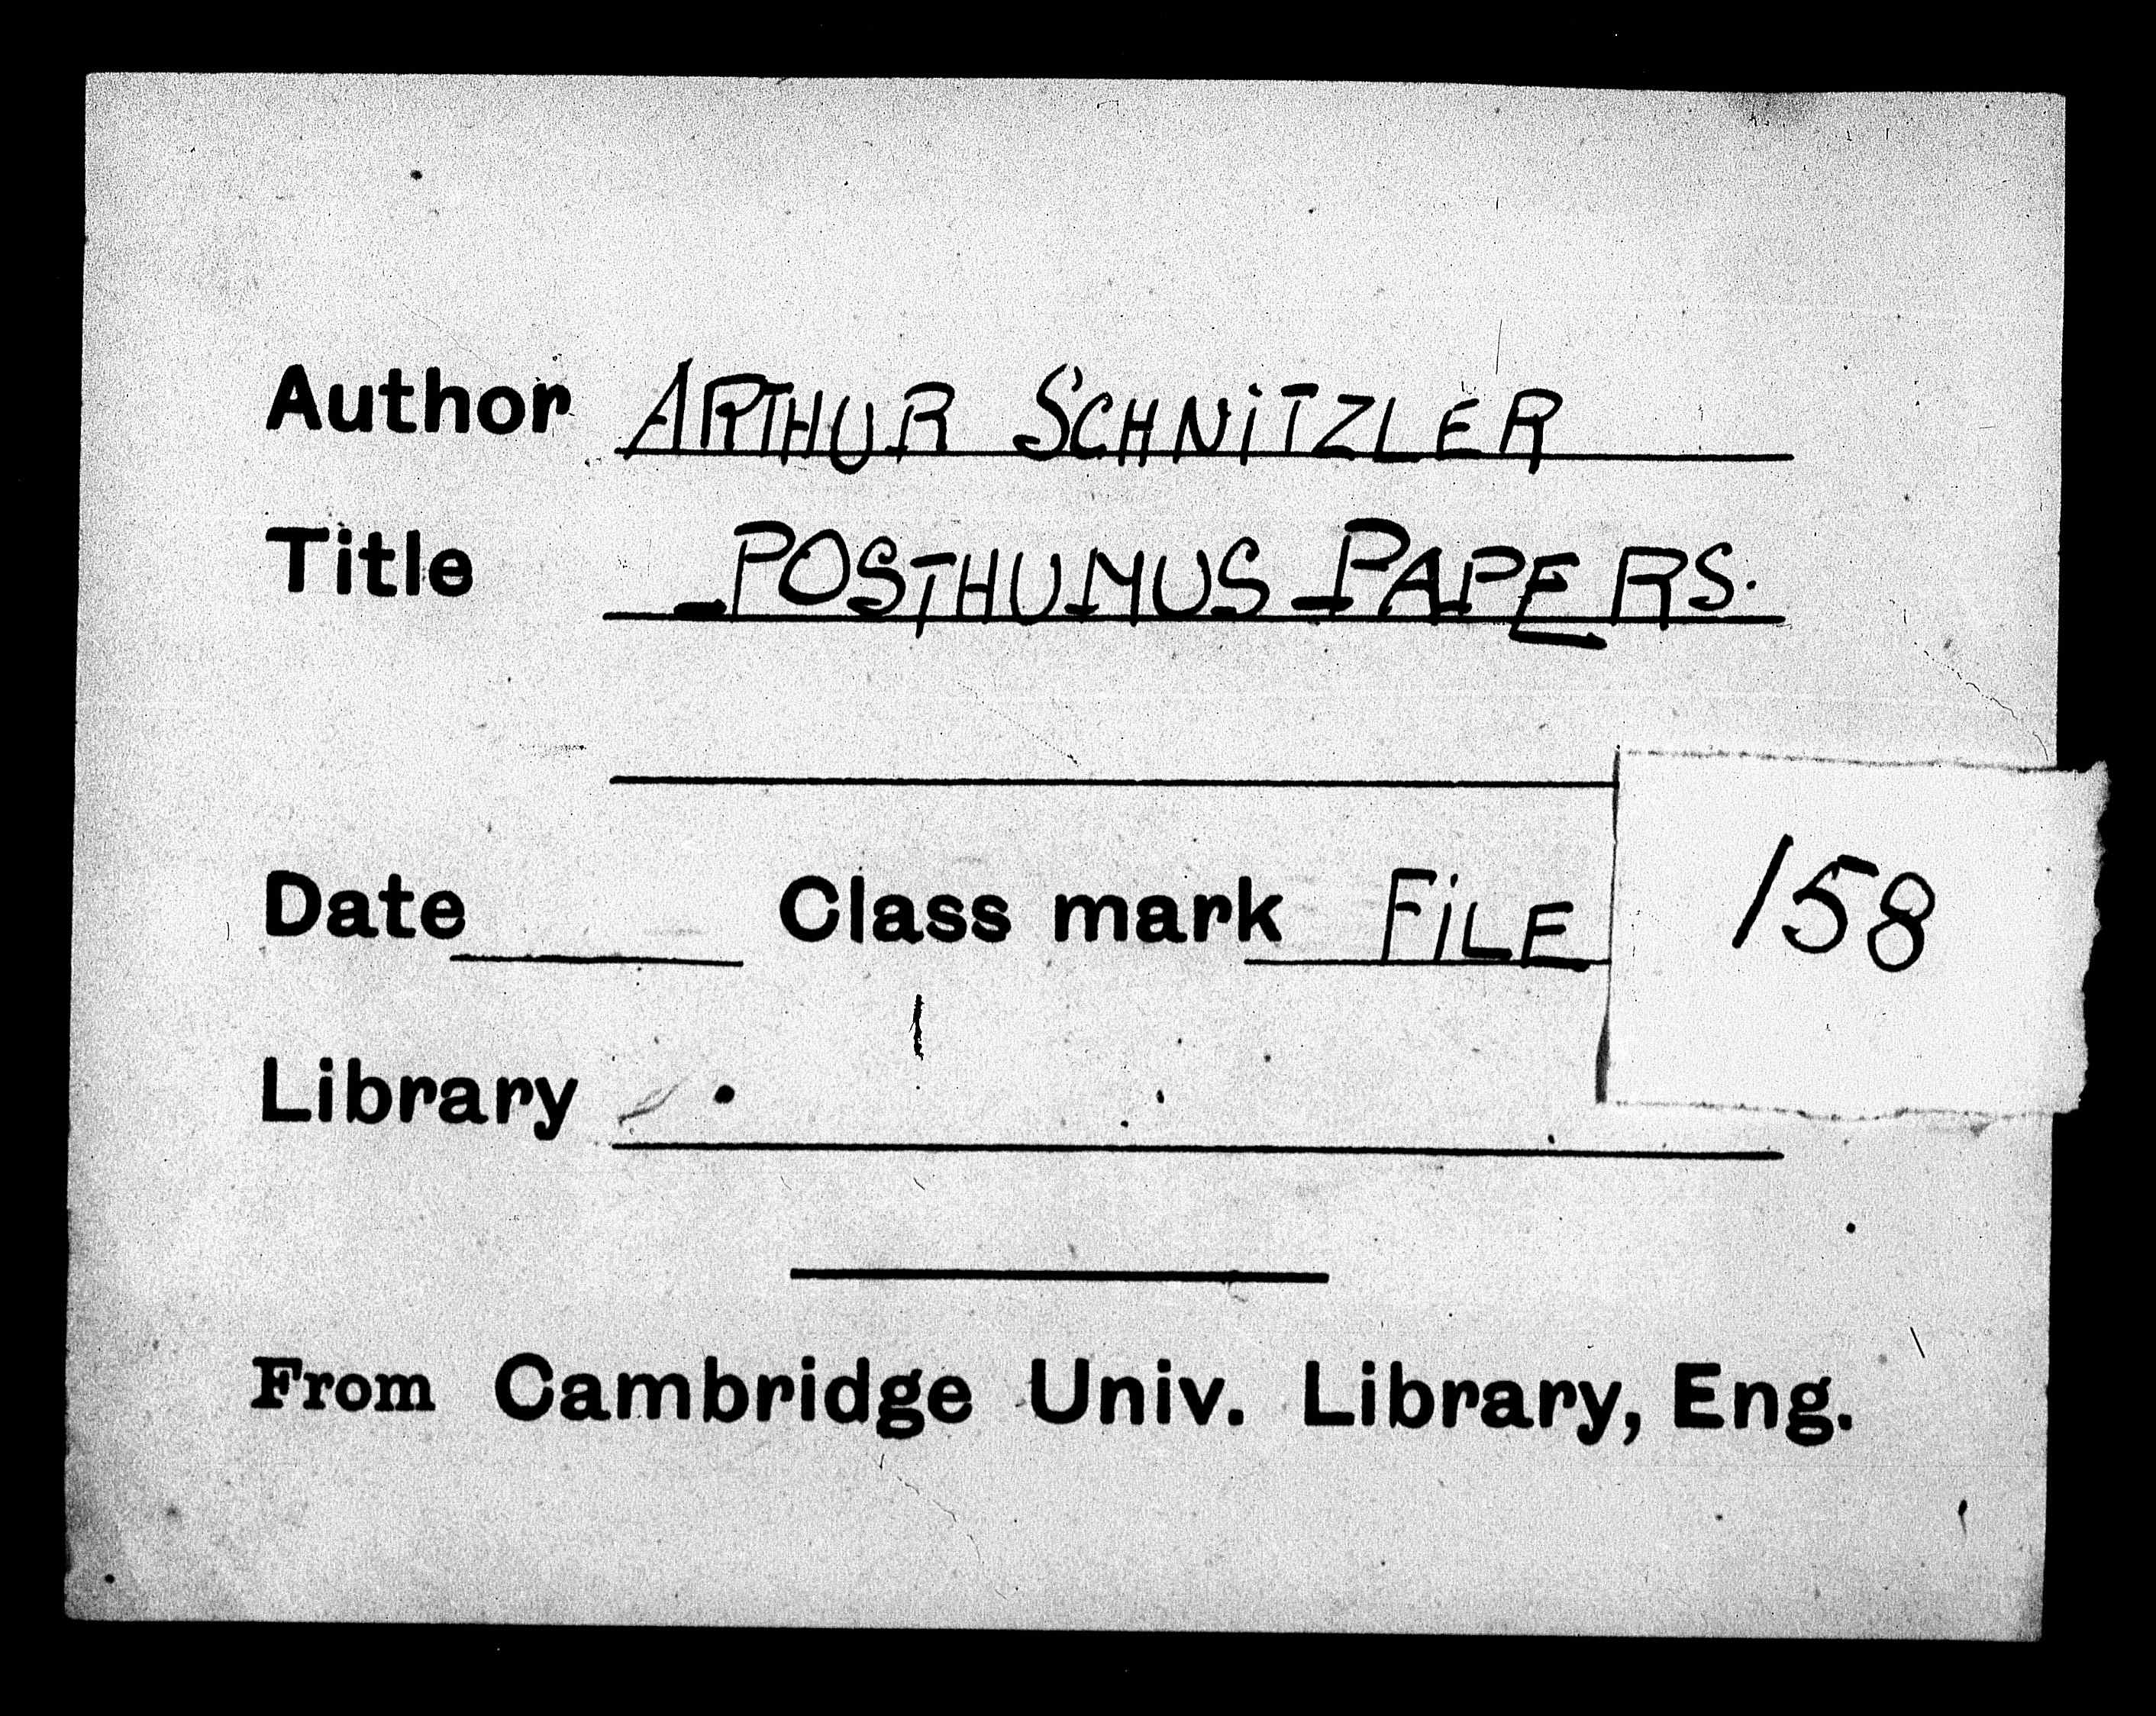 Author ARTHUR SCHNiTZLER
Title POSTHUMUS PAPERS.
Date Class mark FiLE 158
Library
From Cambridge Univ. Library, Eng.